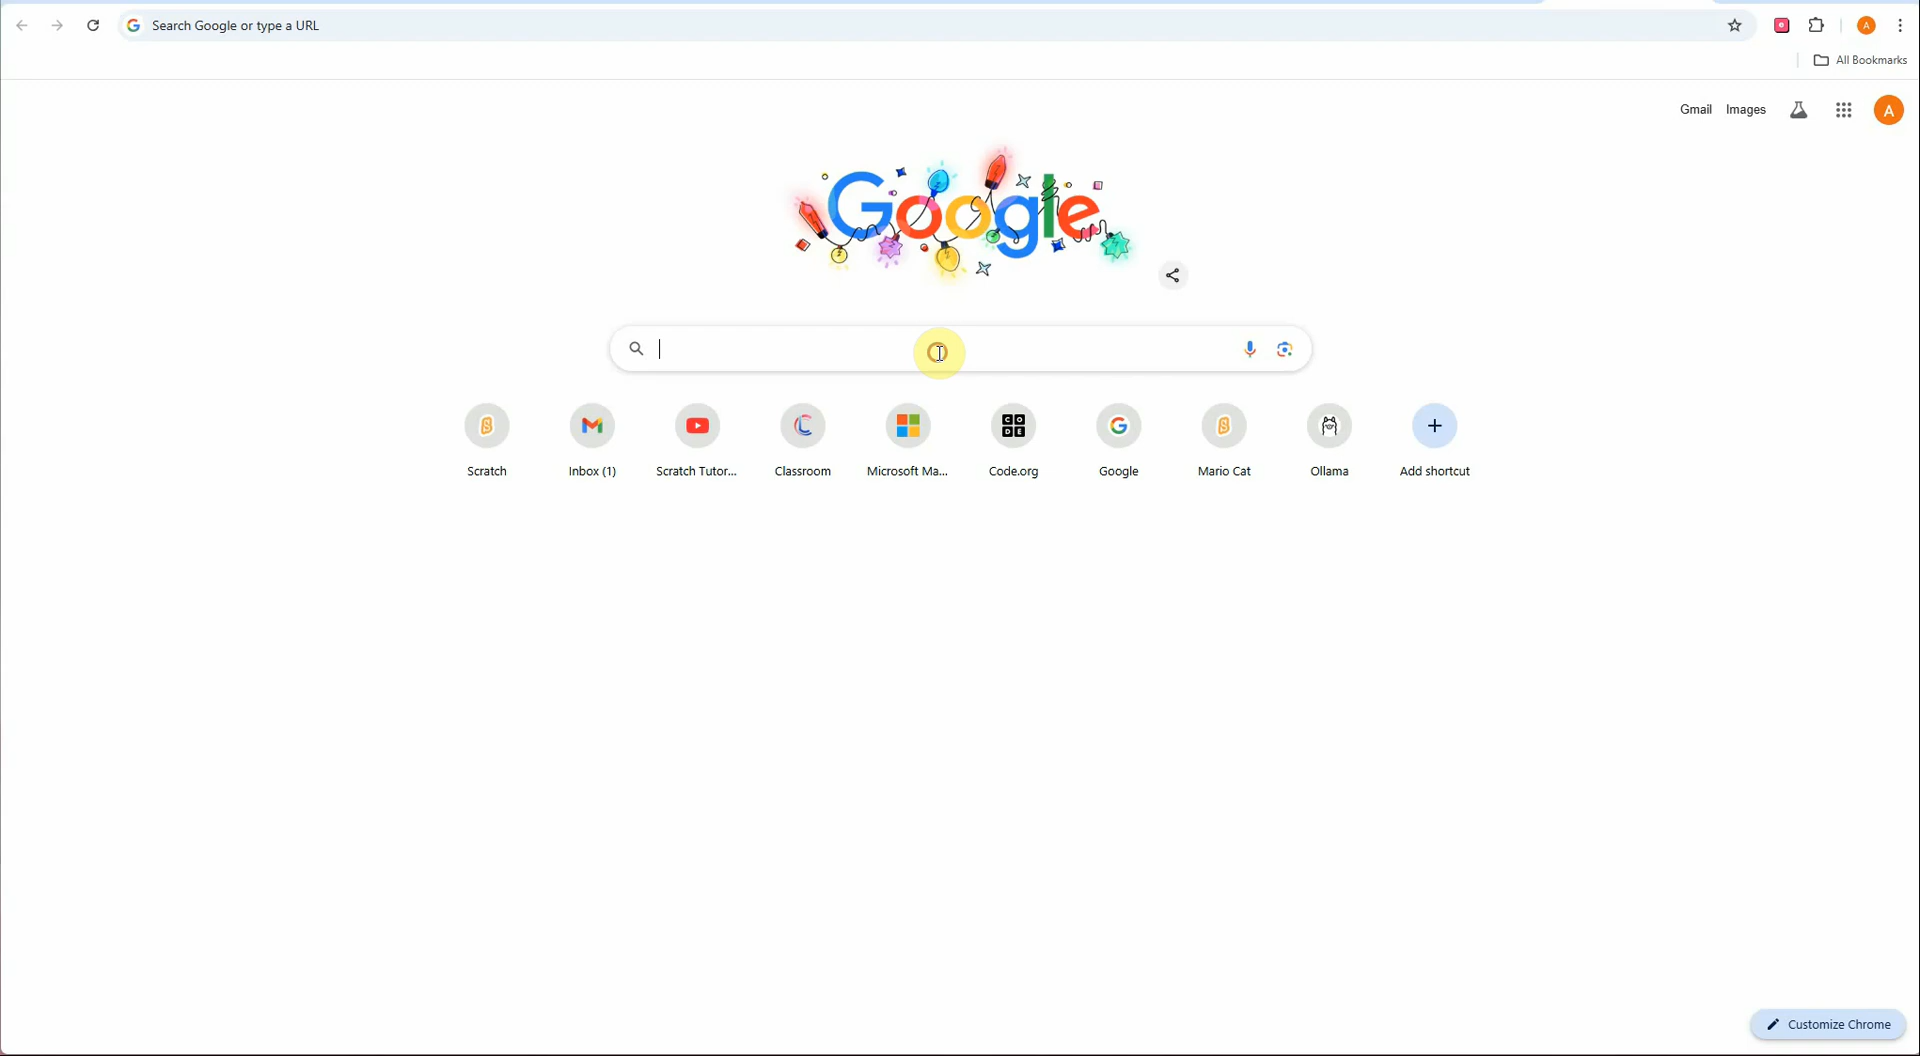 Search Google or type a URL
All Bookmarks
A
Gmail Images
A
Google
Scratch Inbox (1) Scratch Tutor... Classroom Microsoft Ma... Code.org Google Mario Cat Ollama Add shortcut
CODE
Customize Chrome